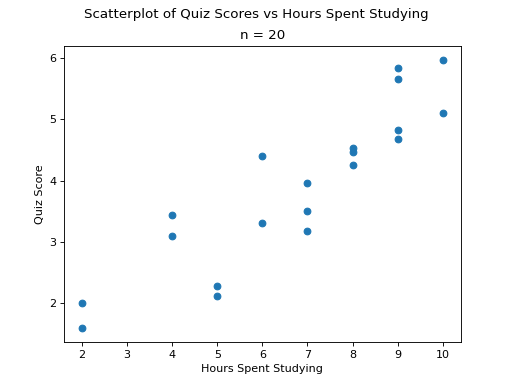 Scatterplot of Quiz Scores vs Hours Spent Studying
n = 20
6
5
4
3
2
Quiz Score
2 3 4 5 6 7 8 9 10
Hours Spent Studying